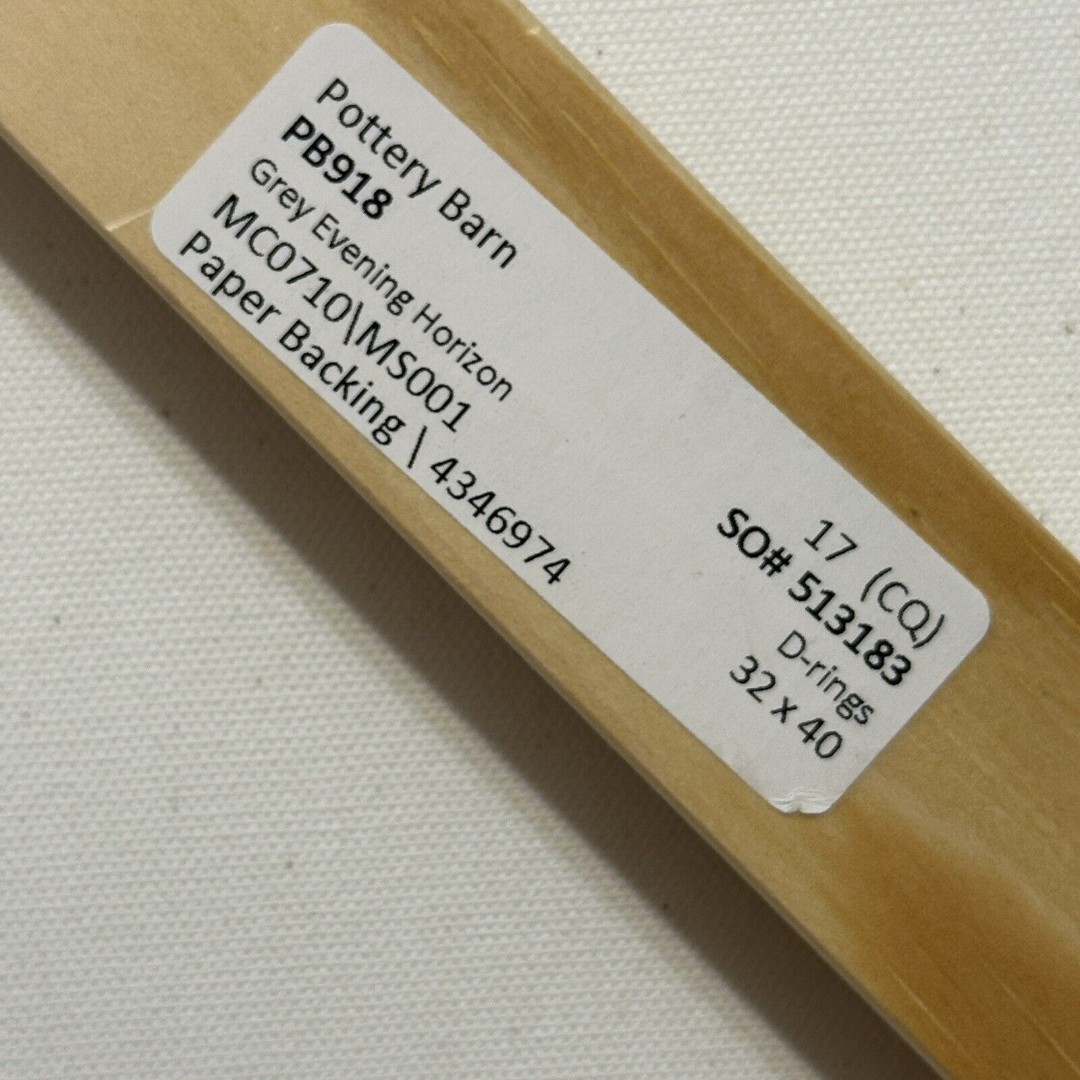 Pottery Barn
PB918
Grey Evening Horizon
MC0710\MS001
Paper Backing \ 4346974
17 (CQ)
SO# 513183
D-rings
32 x 40